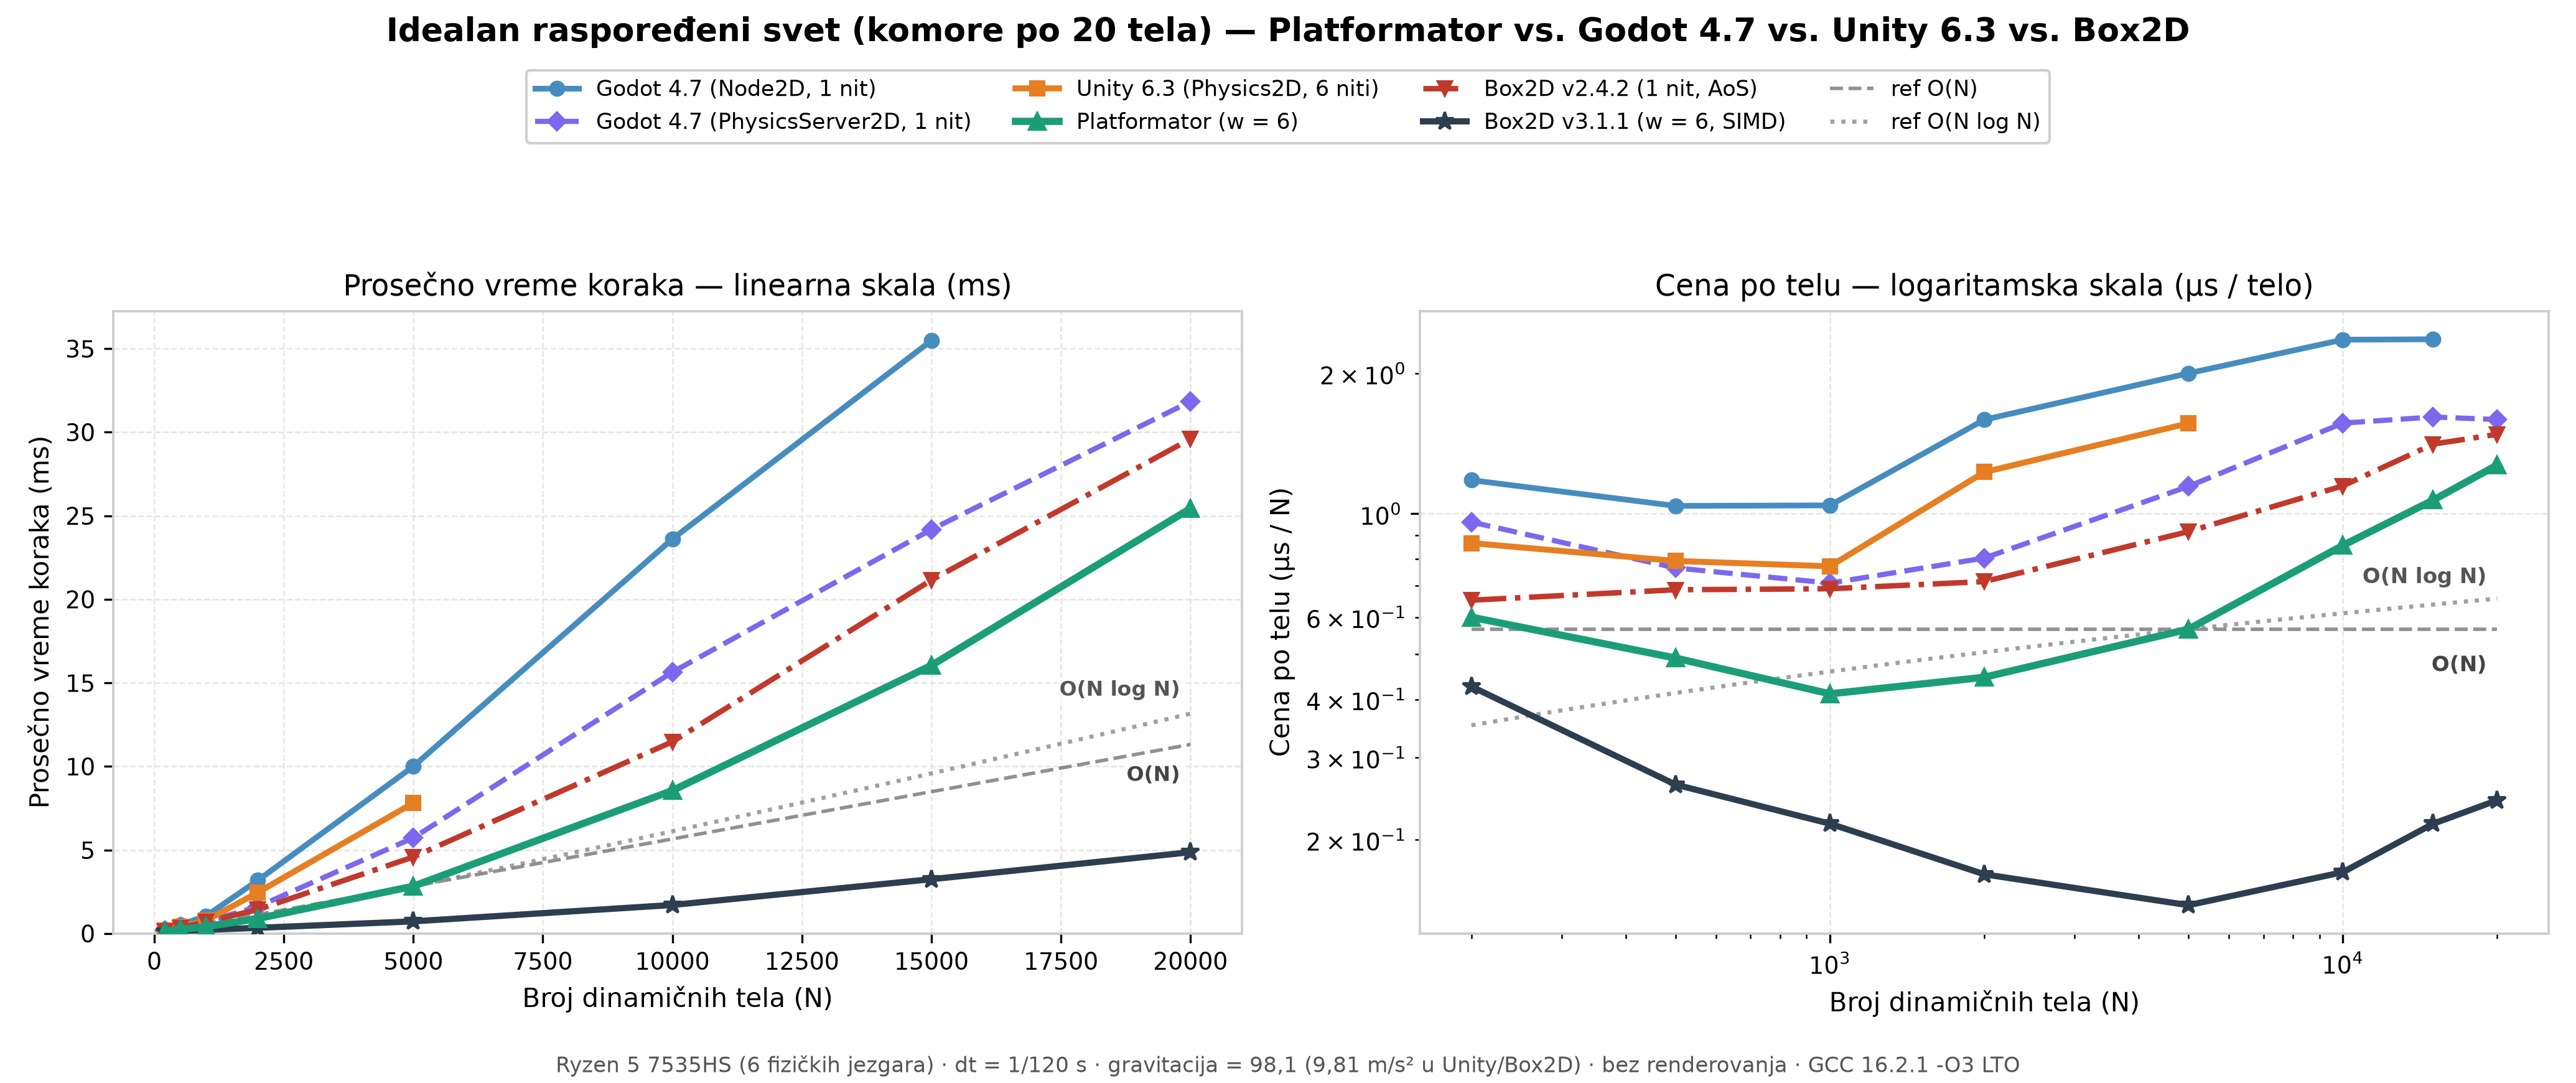 Idealan raspoređeni svet (komore po 20 tela) — Platformator vs. Godot 4.7 vs. Unity 6.3 vs. Box2D
Godot 4.7 (Node2D, 1 nit)
Godot 4.7 (PhysicsServer2D, 1 nit)
Unity 6.3 (Physics2D, 6 niti)
Platformator (w = 6)
Box2D v2.4.2 (1 nit, AoS)
Box2D v3.1.1 (w = 6, SIMD)
ref O(N)
ref O(N log N)
Prosečno vreme koraka — linearna skala (ms)
Prosečno vreme koraka (ms)
35
30
25
20
15
10
5
0
O(N log N)
O(N)
0
2500
5000
7500
10000
12500
15000
17500
20000
Broj dinamičnih tela (N)
Cena po telu — logaritamska skala (µs / telo)
Cena po telu (µs / N)
2 × 10⁰
10⁰
6 × 10⁻¹
4 × 10⁻¹
3 × 10⁻¹
2 × 10⁻¹
O(N log N)
O(N)
10³
10⁴
Broj dinamičnih tela (N)
Ryzen 5 7535HS (6 fizičkih jezgara) · dt = 1/120 s · gravitacija = 98,1 (9,81 m/s² u Unity/Box2D) · bez renderovanja · GCC 16.2.1 -O3 LTO